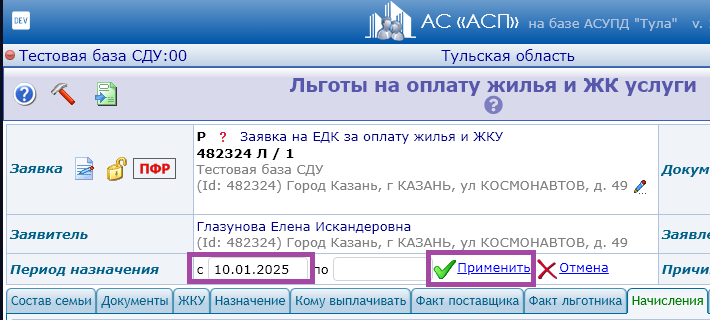 DEV
АС «АСП» на базе АСУПД "Тула" v.
Тестовая база СДУ:00 Тульская область
Льготы на оплату жилья и ЖК услуги
?
Р ? Заявка на ЕДК за оплату жилья и ЖКУ
482324 Л / 1
Заявка ПФР Тестовая база СДУ Докум
(Id: 482324) Город Казань, г КАЗАНЬ, ул КОСМОНАВТОВ, д. 49
Глазунова Елена Искандеровна
Заявитель (Id: 482324) Город Казань, г КАЗАНЬ, ул КОСМОНАВТОВ, д. 49 Заявле
Период назначения с 10.01.2025 по Применить Отмена Причи
Состав семьи Документы ЖКУ Назначение Кому выплачивать Факт поставщика Факт льготника Начисления